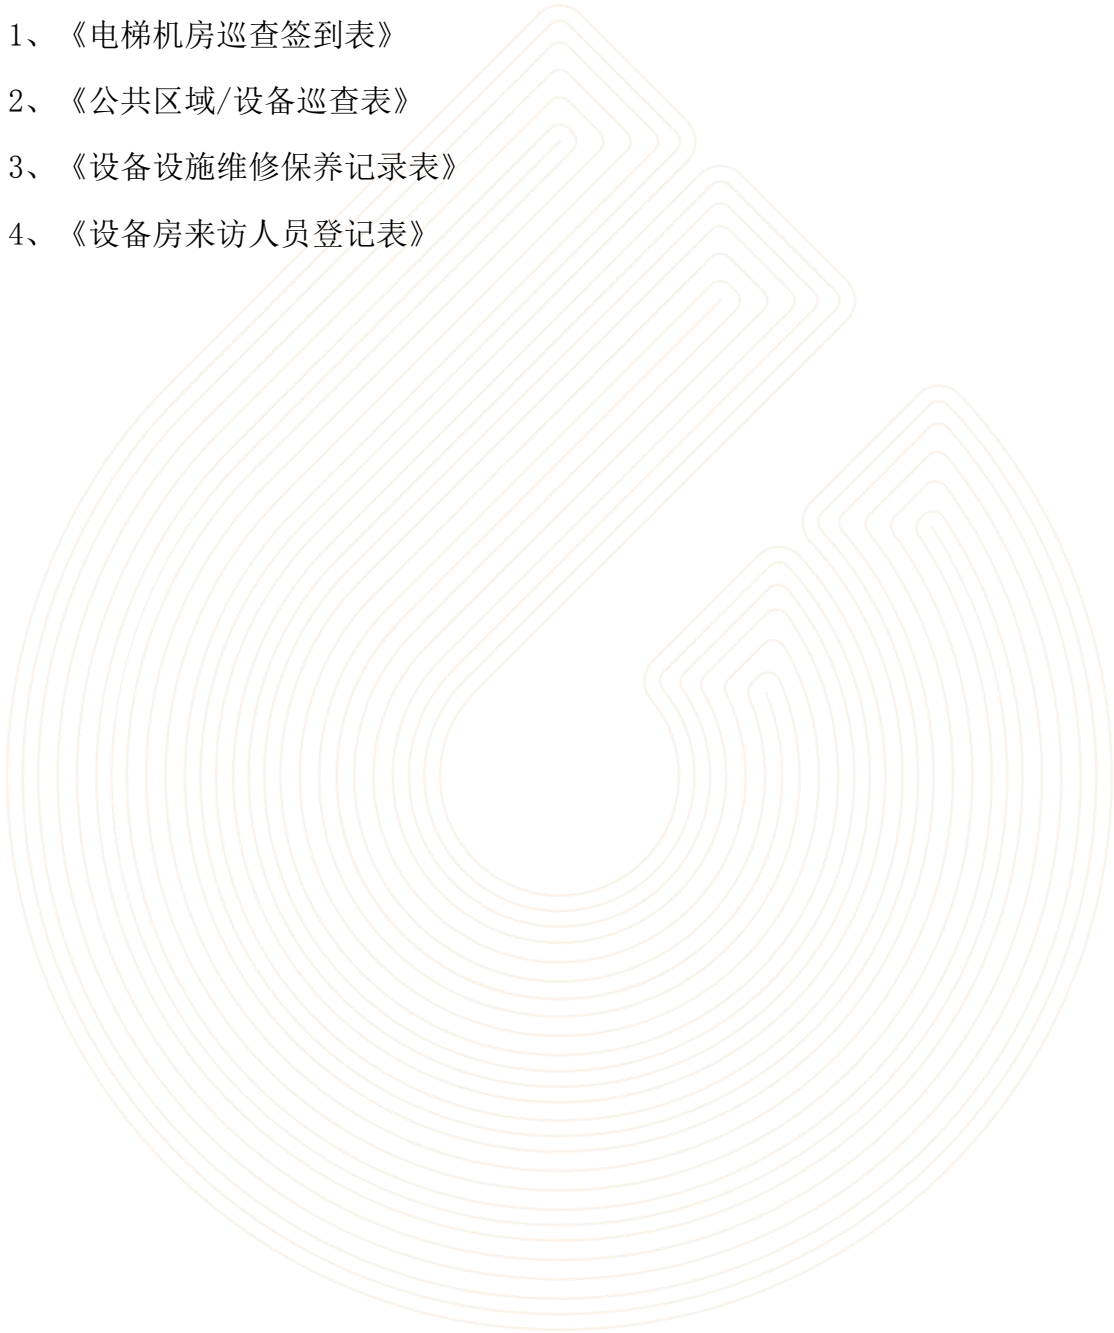 1、《电梯机房巡查签到表》
2、《公共区域/设备巡查表》
3、《设备设施维修保养记录表》
4、《设备房来访人员登记表》